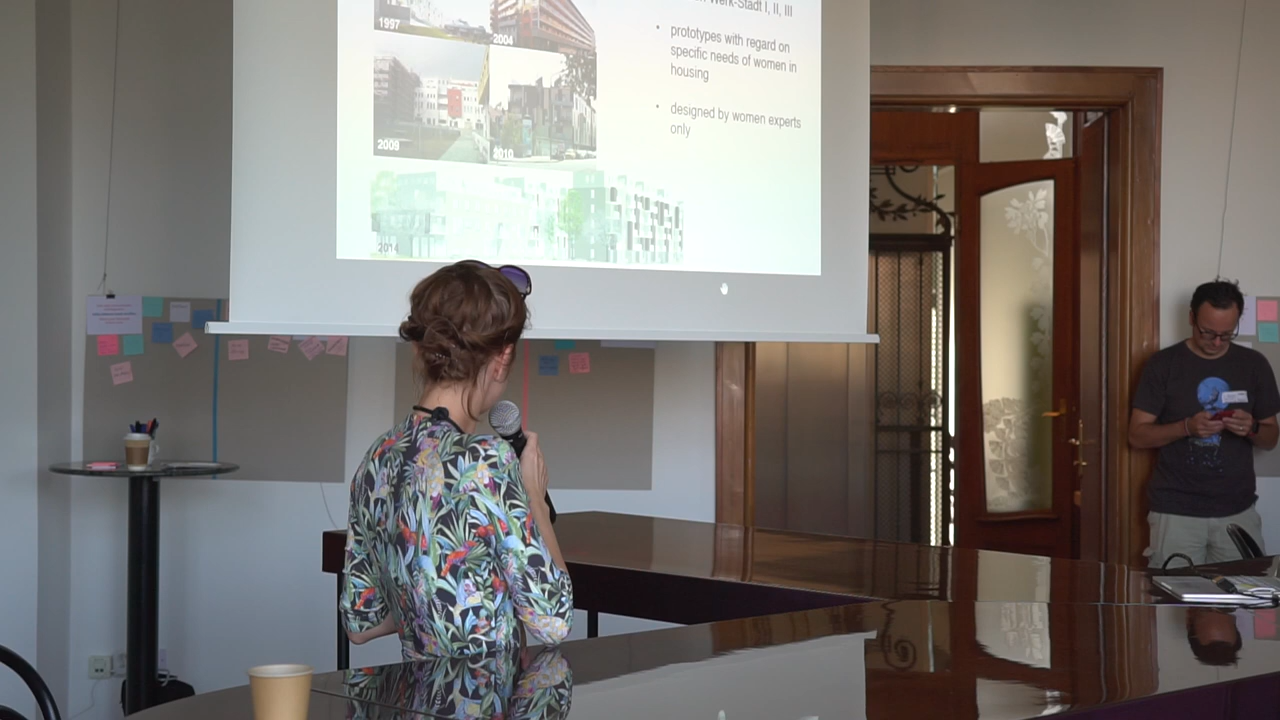 Werk-Stadt I, II, III
1997
2004
• prototypes with regard on
specific needs of women in
housing
2009
2010
• designed by women experts
only
2014